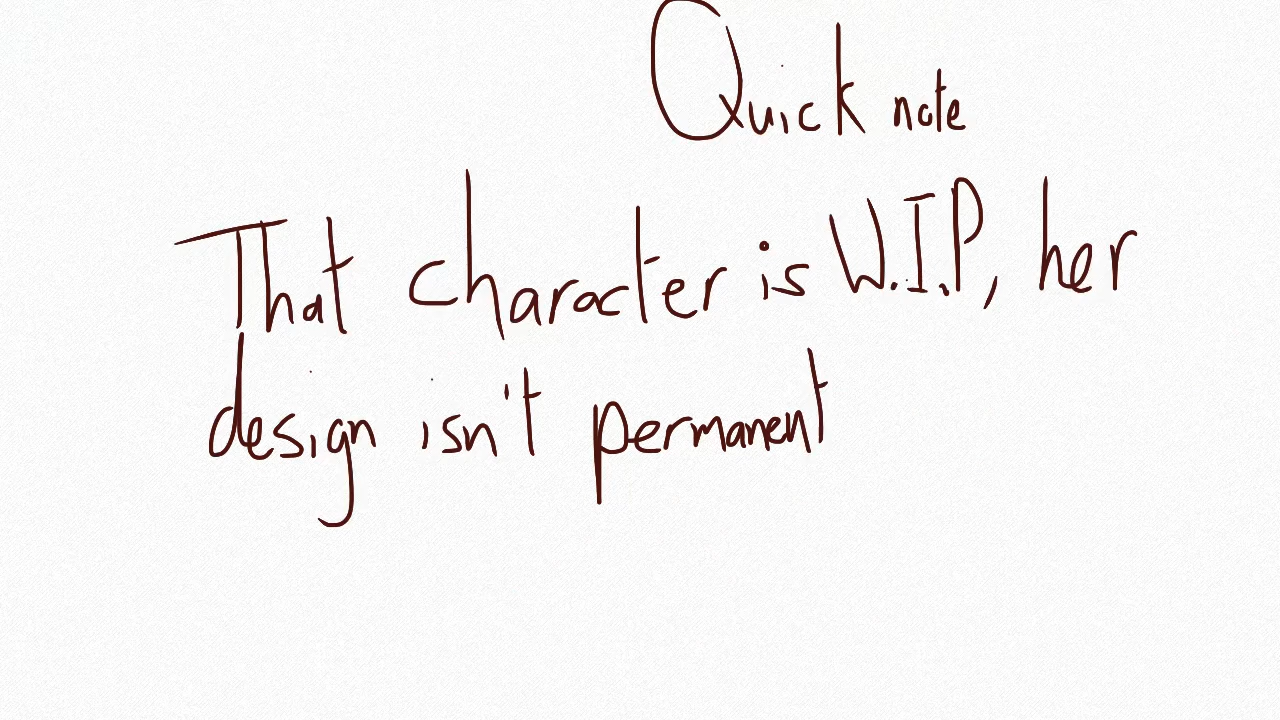 Quick note
That character is W.I.P, her
design isn't permanent